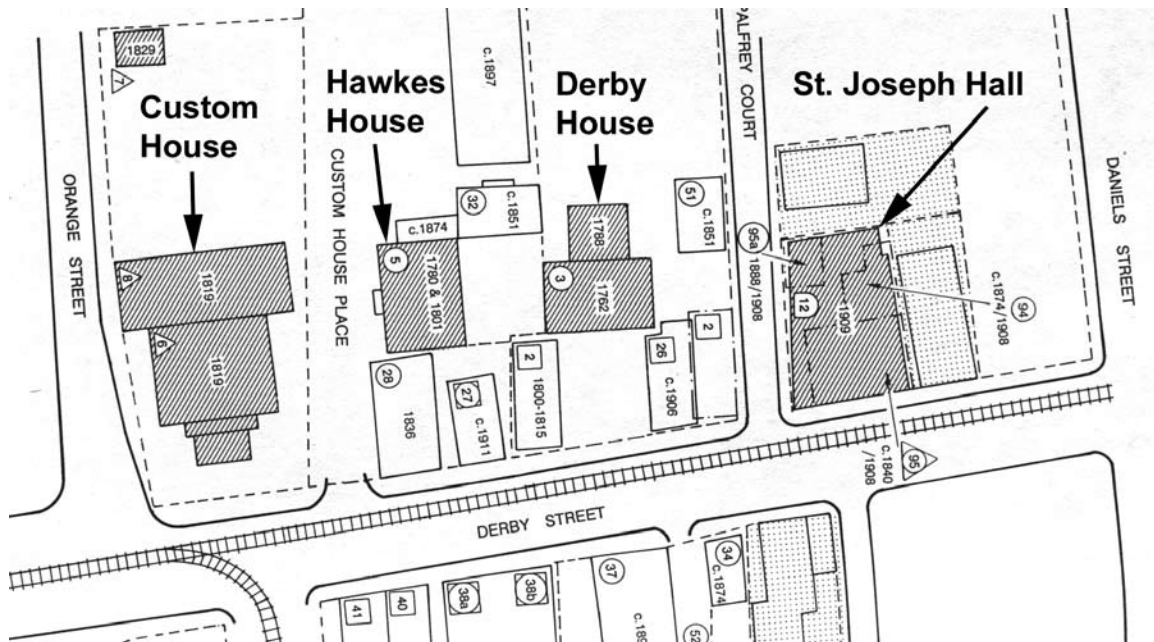 1829
7
Custom
House
Hawkes
House
Derby
House
St. Joseph Hall
ORANGE STREET
CUSTOM HOUSE PLACE
PALFREY COURT
DANIELS STREET
DERBY STREET
c.1897
32
c.1851
c.1874
5
1780 & 1801
1788
3
1762
51
c.1851
95a
1888/1908
12
1909
94
c.1874/1908
8
1819
9
1819
28
1836
27
c.1911
2
1800-1815
26
c.1906
2
95
c.1840
/1908
41
40
38a
38b
37
34
c.1874
52